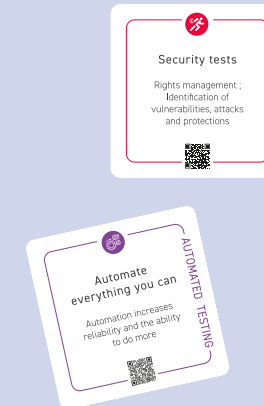 Security tests
Rights management ;
Identification of
vulnerabilities, attacks
and protections
Automate
everything you can
Automation increases
reliability and the ability
to do more
AUTOMATED TESTING